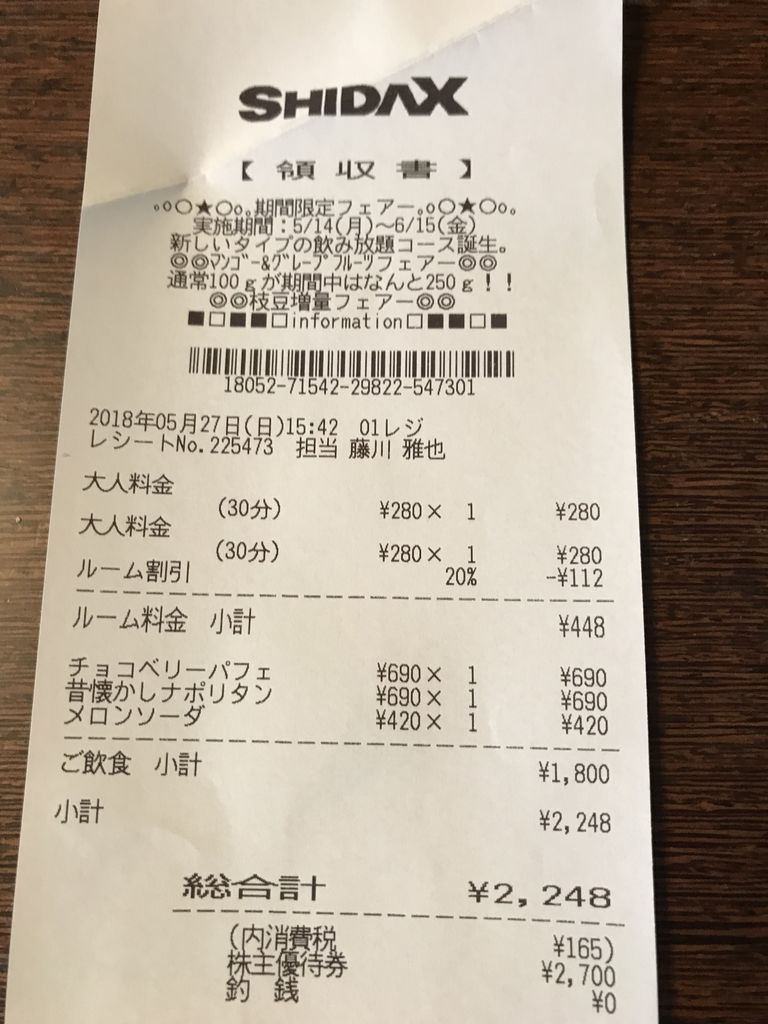 SHIDAX
【 領 収 書 】
｡oO○★○o｡期間限定フェアー｡oO★○o｡
実施期間：5/14(月)～6/15(金)
新しいタイプの飲み放題コース誕生。
◎◎ﾏﾝｺﾞｰ&ｸﾞﾚｰﾌﾟﾌﾙｰﾂフェアー◎◎
通常100ｇが期間中はなんと250ｇ！！
◎◎枝豆増量フェアー◎◎
■□■■□information□■■□■
18052-71542-29822-547301
2018年05月27日(日)15:42 01レジ
レシートNo.225473 担当 藤川 雅也
大人料金
(30分) ¥280× 1 ¥280
大人料金
(30分) ¥280× 1 ¥280
ルーム割引 20% -¥112
ルーム料金 小計 ¥448
チョコベリーパフェ ¥690× 1 ¥690
昔懐かしナポリタン ¥690× 1 ¥690
メロンソーダ ¥420× 1 ¥420
ご飲食 小計 ¥1,800
小計 ¥2,248
総合計 ¥2,248
(内消費税 ¥165)
株主優待券 ¥2,700
釣 銭 ¥0